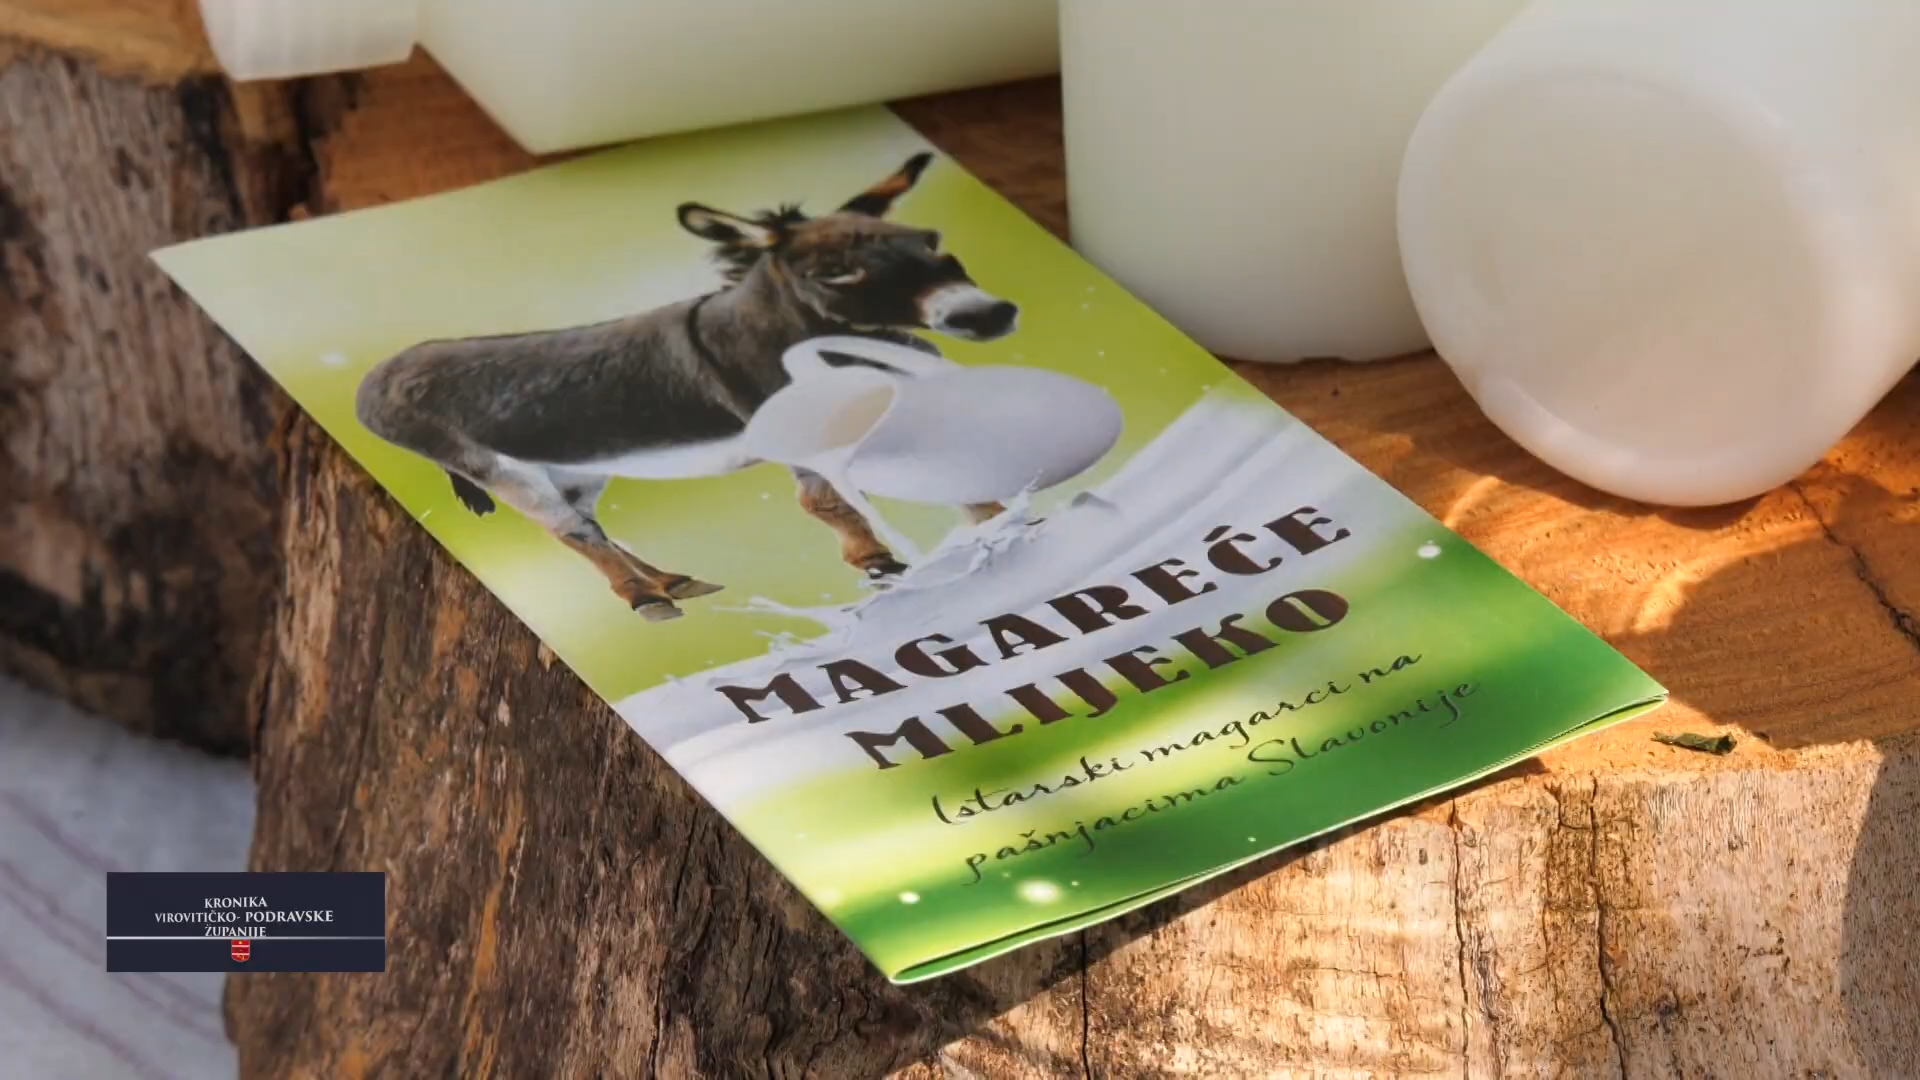 MAGAREĆE
MLIJEKO
Istarski magarci na
pašnjacima Slavonije
KRONIKA
VIROVITIČKO- PODRAVSKE
ŽUPANIJE